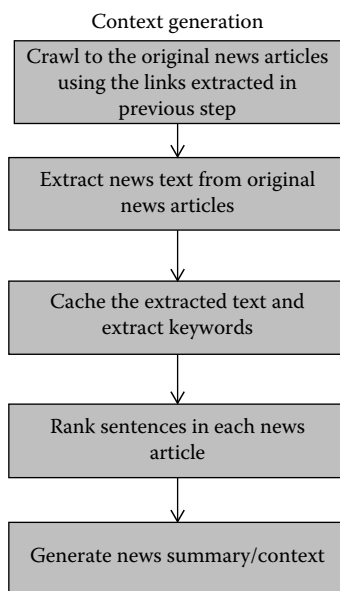 Context generation
Crawl to the original news articles
using the links extracted in
previous step
Extract news text from original
news articles
Cache the extracted text and
extract keywords
Rank sentences in each news
article
Generate news summary/context